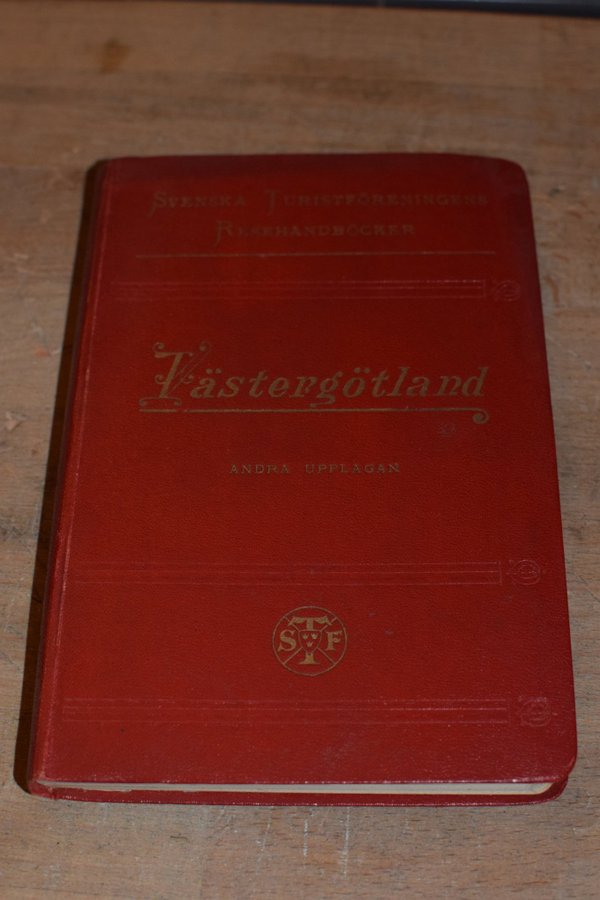 SVENSKA TURISTFÖRENINGENS
RESEHANDBÖCKER
Västergötland
ANDRA UPPLAGAN
STF